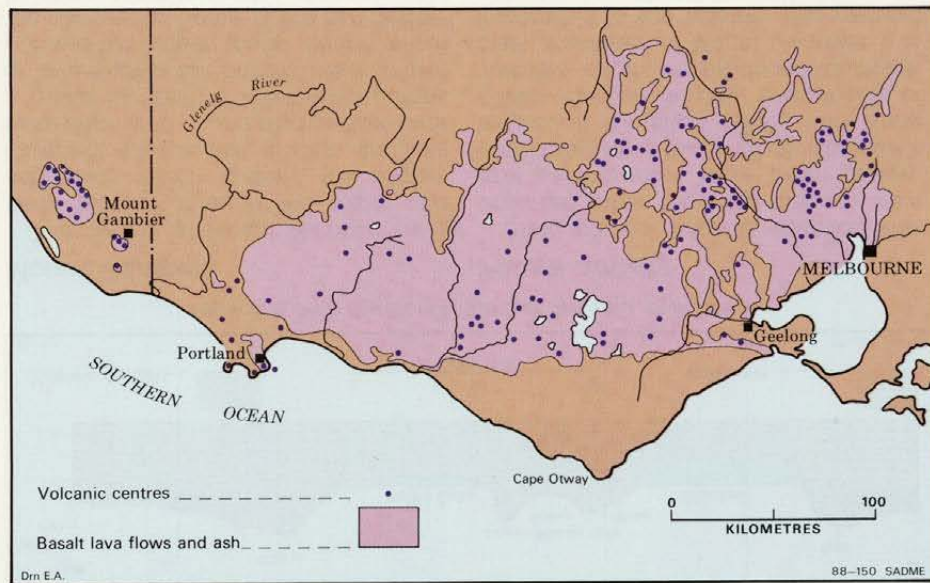 Glenelg River
Mount
Gambier
MELBOURNE
Geelong
Portland
SOUTHERN OCEAN
Cape Otway
Volcanic centres
0 100
KILOMETRES
Basalt lava flows and ash
Drn E.A.
88-150 SADME